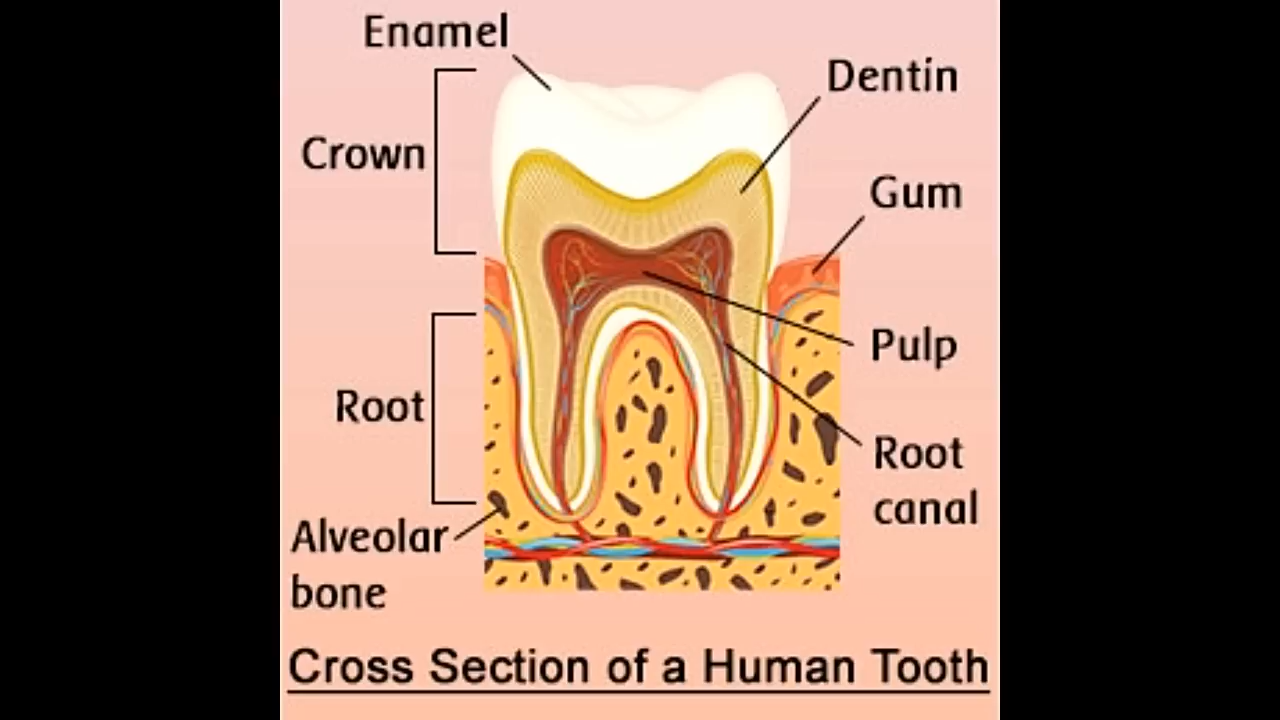 Enamel
Dentin
Crown
Gum
Pulp
Root
Root
canal
Alveolar
bone
Cross Section of a Human Tooth